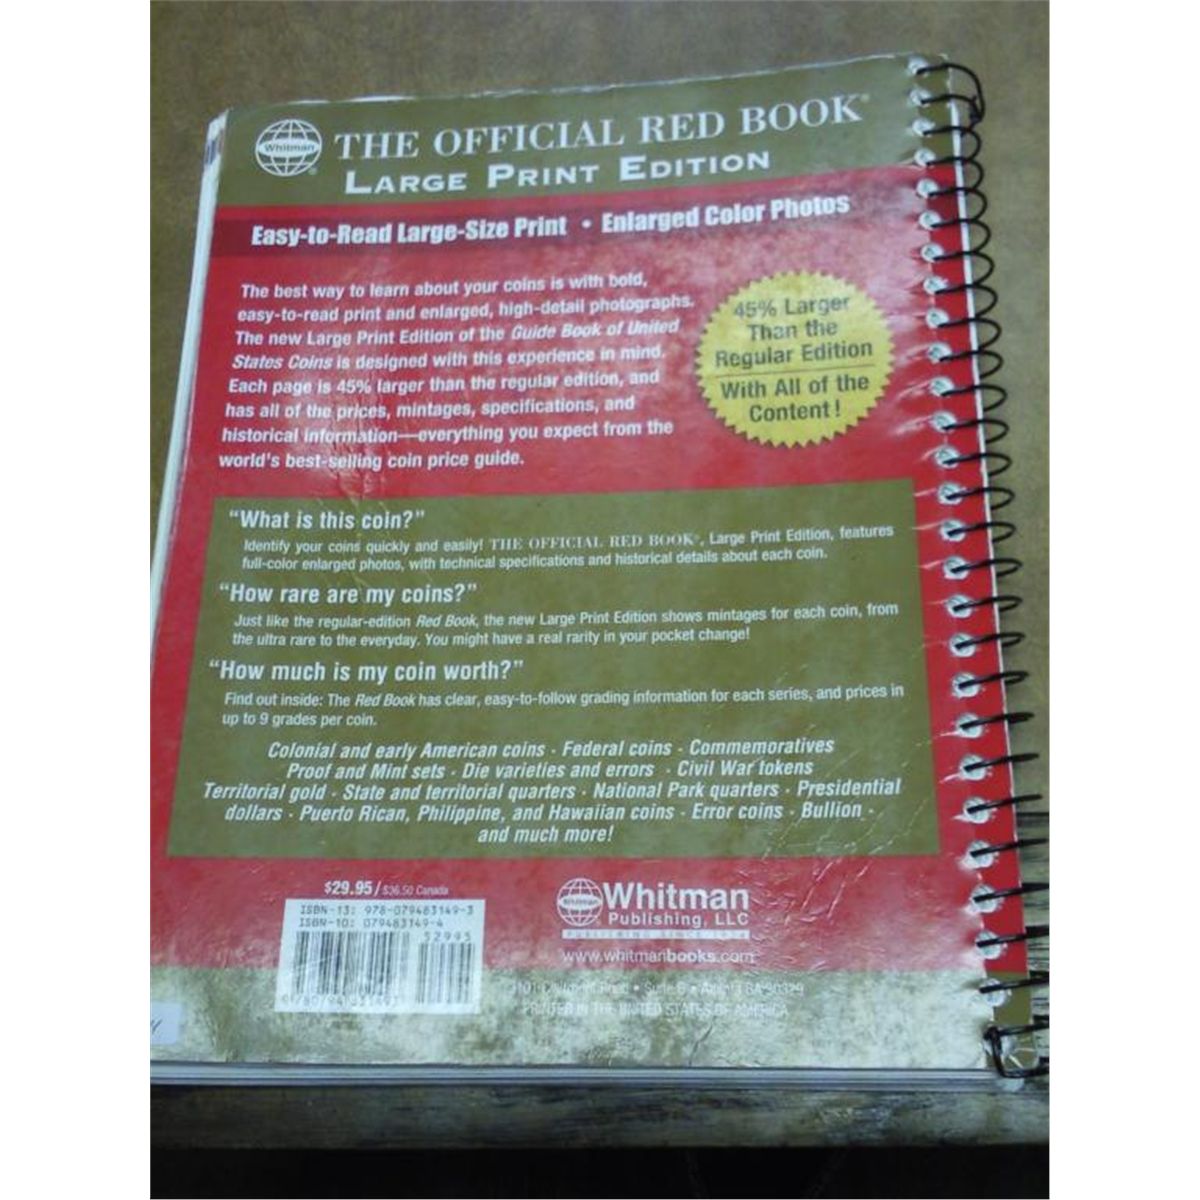 Whitman
THE OFFICIAL RED BOOK®
LARGE PRINT EDITION
Easy-to-Read Large-Size Print • Enlarged Color Photos
The best way to learn about your coins is with bold,
easy-to-read print and enlarged, high-detail photographs.
The new Large Print Edition of the Guide Book of United
States Coins is designed with this experience in mind.
Each page is 45% larger than the regular edition, and
has all of the prices, mintages, specifications, and
historical information—everything you expect from the
world's best-selling coin price guide.
45% Larger
Than the
Regular Edition
With All of the
Content!
“What is this coin?”
Identify your coins quickly and easily! THE OFFICIAL RED BOOK®, Large Print Edition, features
full-color enlarged photos, with technical specifications and historical details about each coin.
“How rare are my coins?”
Just like the regular-edition Red Book, the new Large Print Edition shows mintages for each coin, from
the ultra rare to the everyday. You might have a real rarity in your pocket change!
“How much is my coin worth?”
Find out inside: The Red Book has clear, easy-to-follow grading information for each series, and prices in
up to 9 grades per coin.
Colonial and early American coins · Federal coins · Commemoratives
Proof and Mint sets · Die varieties and errors · Civil War tokens
Territorial gold · State and territorial quarters · National Park quarters · Presidential
dollars · Puerto Rican, Philippine, and Hawaiian coins · Error coins · Bullion ·
and much more!
$29.95/$36.50 Canada
ISBN-13: 978-079483149-3
ISBN-10: 079483149-4
52995
Whitman
Whitman
Publishing, LLC
PUBLISHING SINCE 1934
www.whitmanbooks.com
Road • Suite • 30329
PRINTED IN THE UNITED STATES OF AMERICA